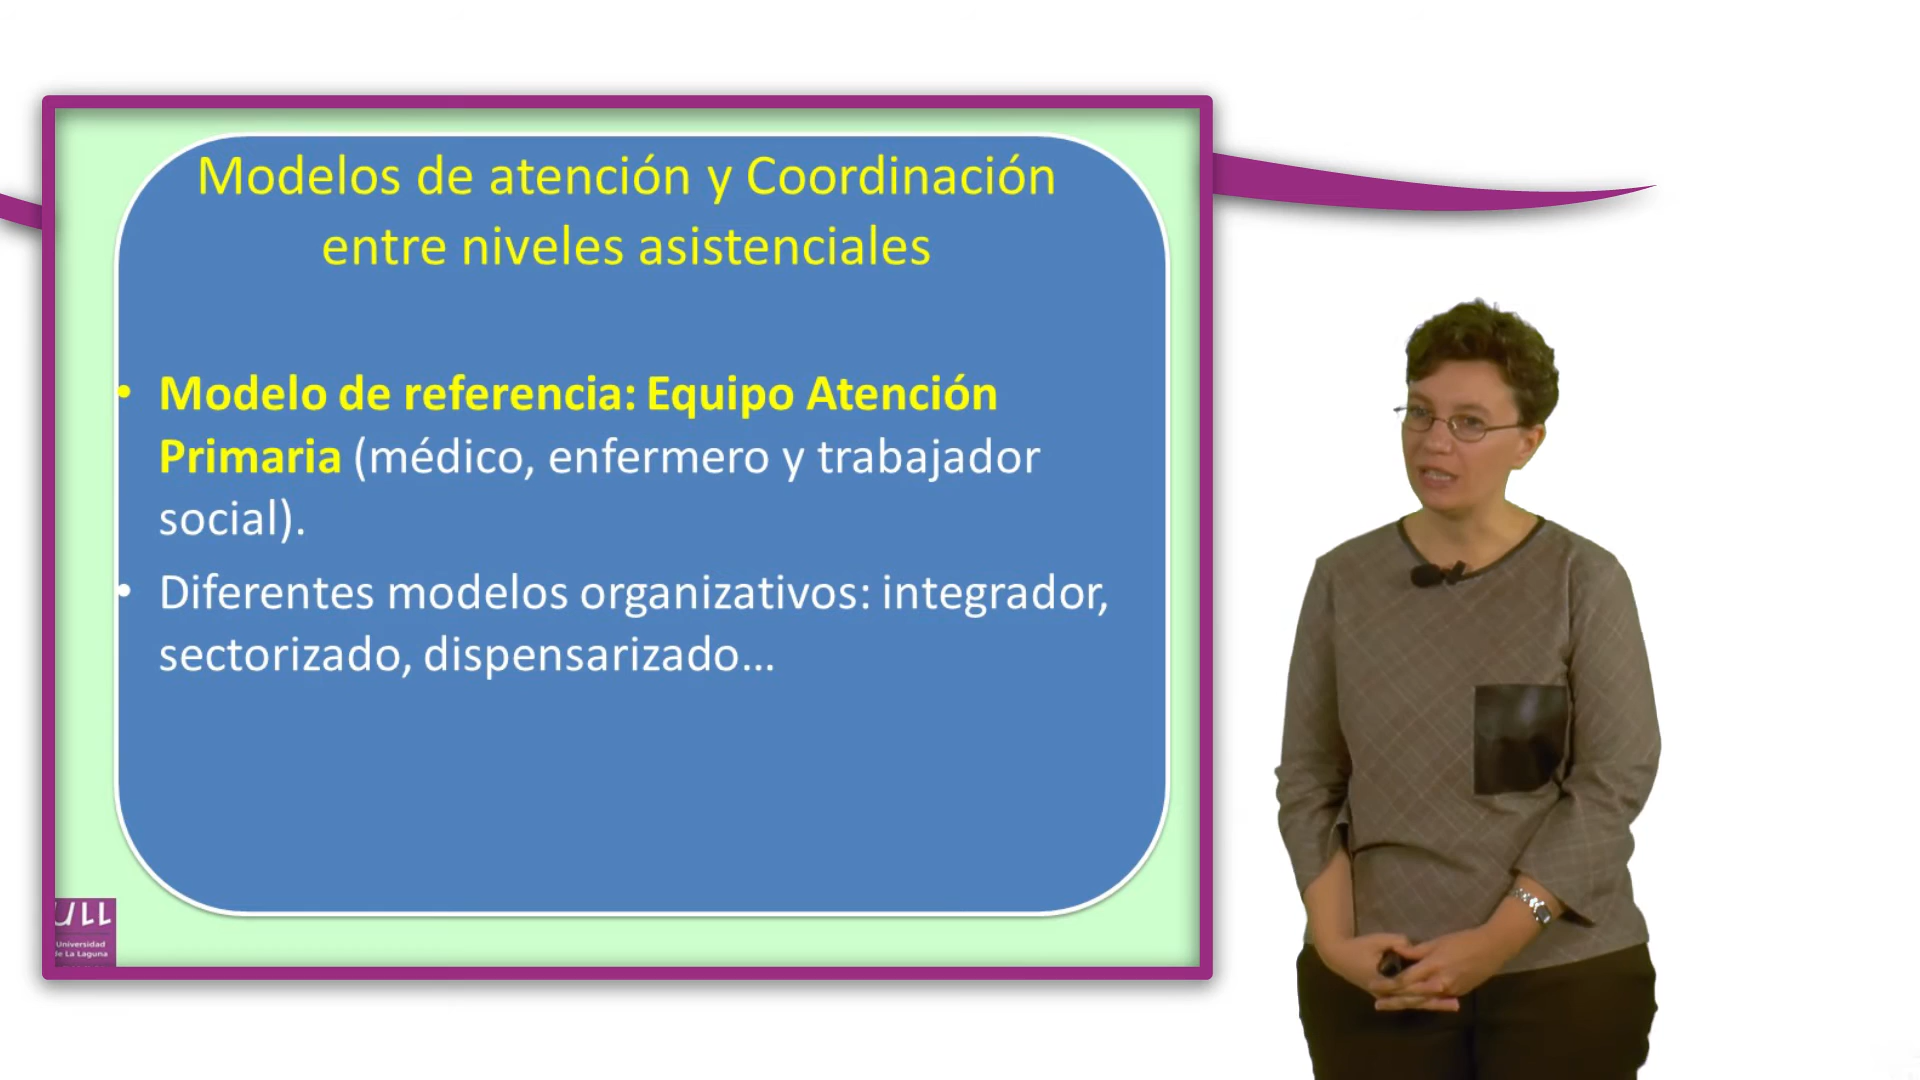 Modelos de atención y Coordinación
entre niveles asistenciales
• Modelo de referencia: Equipo Atención
Primaria (médico, enfermero y trabajador
social).
• Diferentes modelos organizativos: integrador,
sectorizado, dispensarizado...
ULL
Universidad
de La Laguna